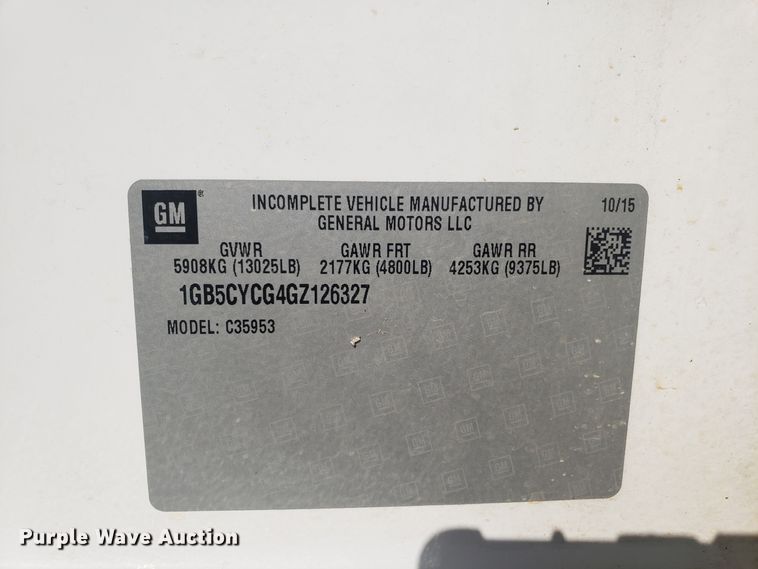 GM ®
INCOMPLETE VEHICLE MANUFACTURED BY
GENERAL MOTORS LLC
10/15
GVWR GAWR FRT GAWR RR
5908KG (13025LB) 2177KG (4800LB) 4253KG (9375LB)
1GB5CYCG4GZ126327
MODEL: C35953
Purple Wave Auction